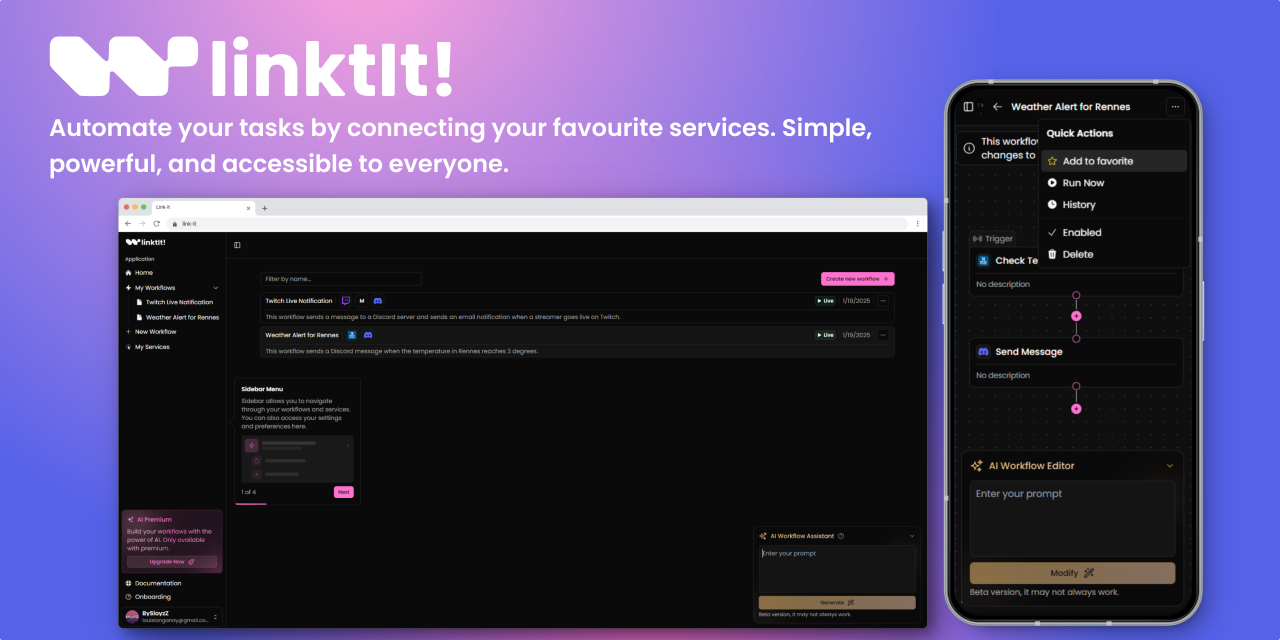 linktIt!
Automate your tasks by connecting your favourite services. Simple,
powerful, and accessible to everyone.
Link-It
link-it
linktIt!
Application
Home
My Workflows
Twitch Live Notification
Weather Alert for Rennes
New Workflow
My Services
Filter by name...
Create new workflow +
Twitch Live Notification M Live 1/19/2025 ...
This workflow sends a message to a Discord server and sends an email notification when a streamer goes live on Twitch.
Weather Alert for Rennes Live 1/19/2025 ...
This workflow sends a Discord message when the temperature in Rennes reaches 3 degrees.
Sidebar Menu
Sidebar allows you to navigate
through your workflows and services.
You can also access your settings
and preferences here.
1 of 4 Next
AI Premium
Build your workflows with the
power of AI. Only available
with premium.
Upgrade Now
Documentation
Onboarding
BySloyzZ
AI Workflow Assistant
Enter your prompt
Generate
Beta version, it may not always work.
Weather Alert for Rennes ...
This workflow
changes to
Quick Actions
Add to favorite
Run Now
History
Enabled
Delete
Trigger
Check Te
No description
Send Message
No description
AI Workflow Editor
Enter your prompt
Modify
Beta version, it may not always work.